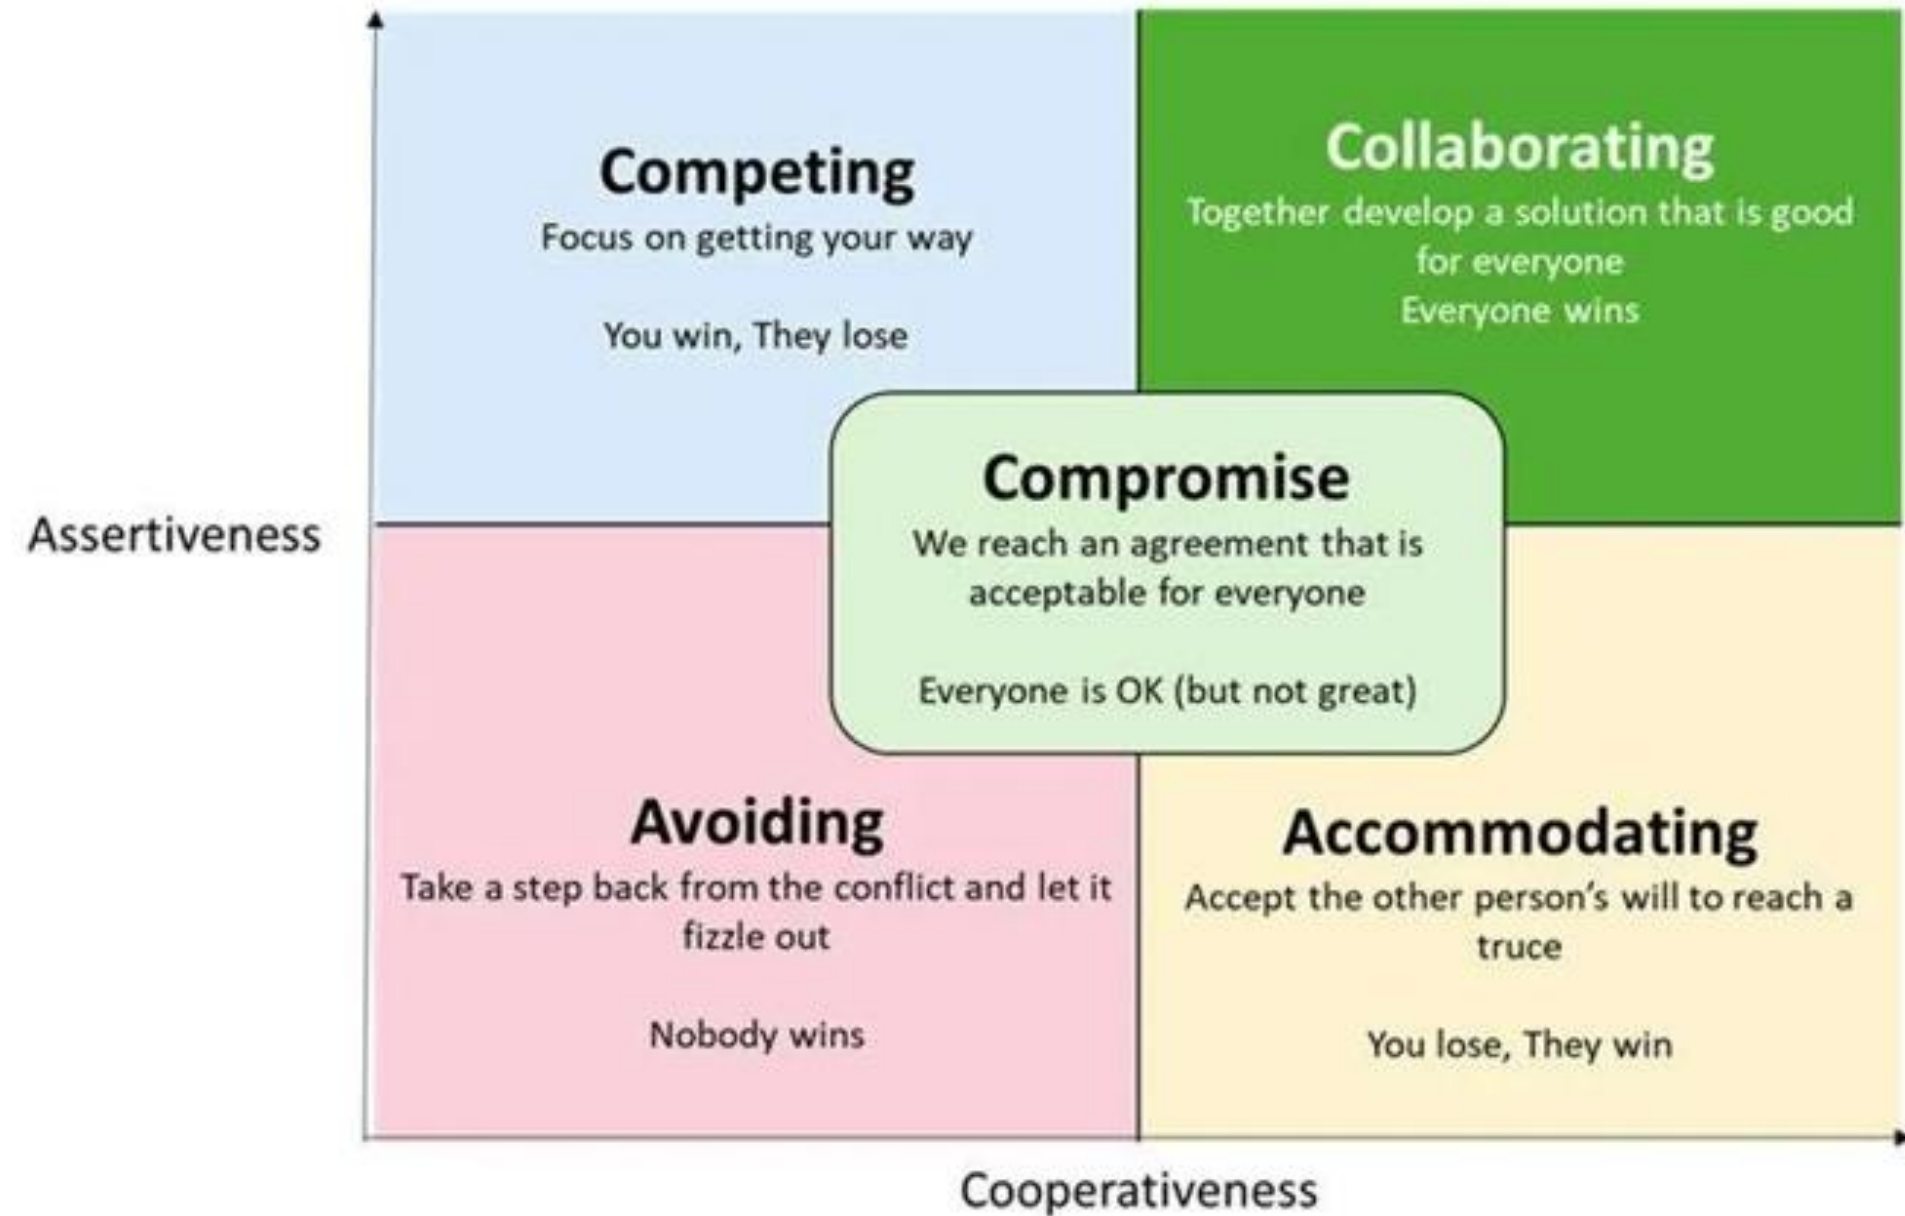 Competing
Focus on getting your way
You win, They lose
Collaborating
Together develop a solution that is good
for everyone
Everyone wins
Assertiveness
Compromise
We reach an agreement that is
acceptable for everyone
Everyone is OK (but not great)
Avoiding
Take a step back from the conflict and let it
fizzle out
Nobody wins
Accommodating
Accept the other person's will to reach a
truce
You lose, They win
Cooperativeness